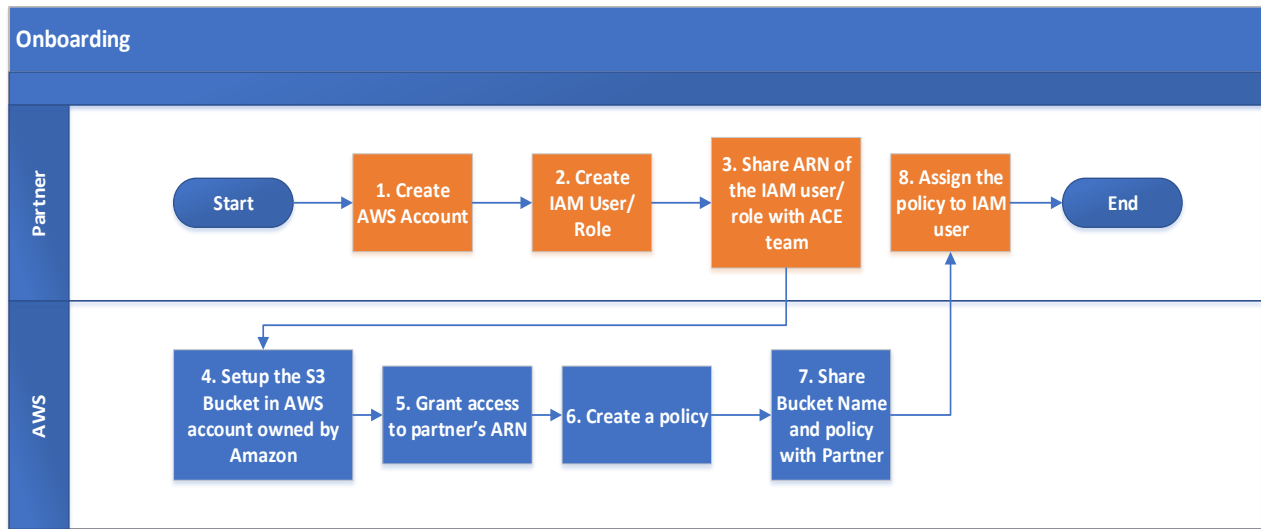 Onboarding
Partner
Start
1. Create
AWS Account
2. Create
IAM User/
Role
3. Share ARN of
the IAM user/
role with ACE
team
8. Assign the
policy to IAM
user
End
AWS
4. Setup the S3
Bucket in AWS
account owned by
Amazon
5. Grant access
to partner’s ARN
6. Create a policy
7. Share
Bucket Name
and policy
with Partner